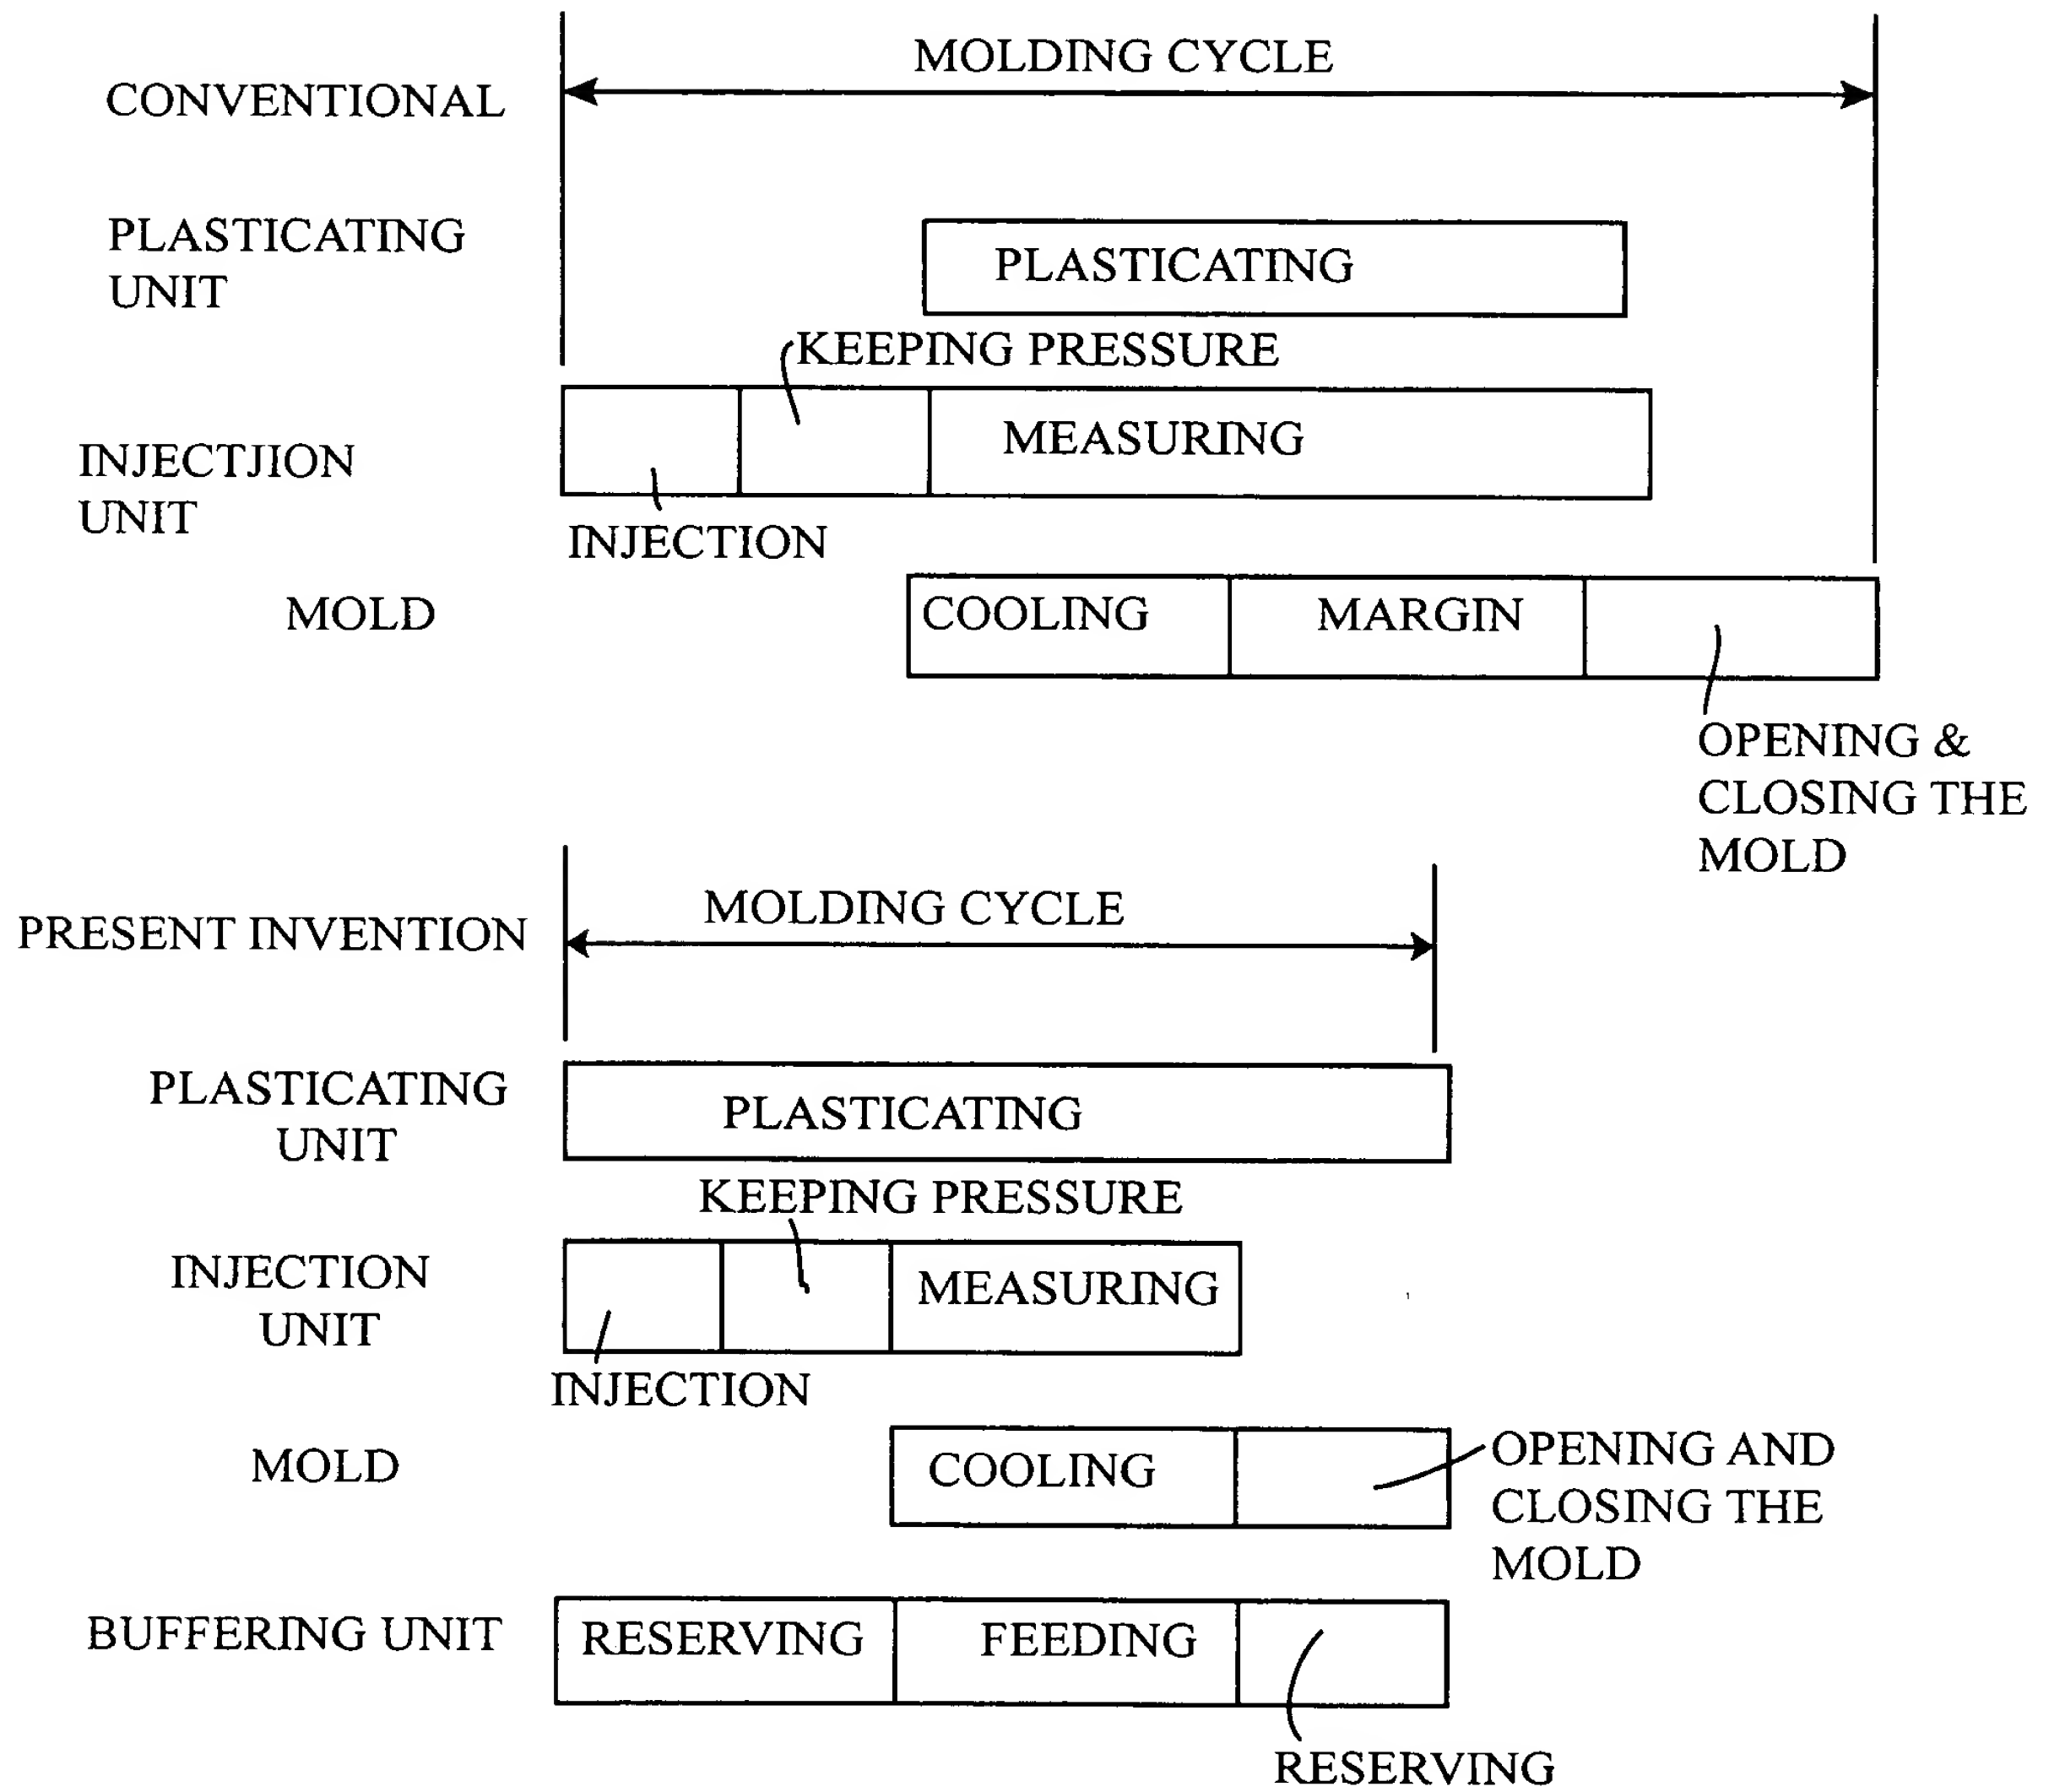 MOLDING CYCLE
CONVENTIONAL
PLASTICATING
UNIT
PLASTICATING
KEEPING PRESSURE
INJECTJION
UNIT
MEASURING
INJECTION
MOLD
COOLING
MARGIN
OPENING &
CLOSING THE
MOLD
PRESENT INVENTION
MOLDING CYCLE
PLASTICATING
UNIT
PLASTICATING
KEEPING PRESSURE
INJECTION
UNIT
MEASURING
INJECTION
MOLD
COOLING
OPENING AND
CLOSING THE
MOLD
BUFFERING UNIT
RESERVING
FEEDING
RESERVING